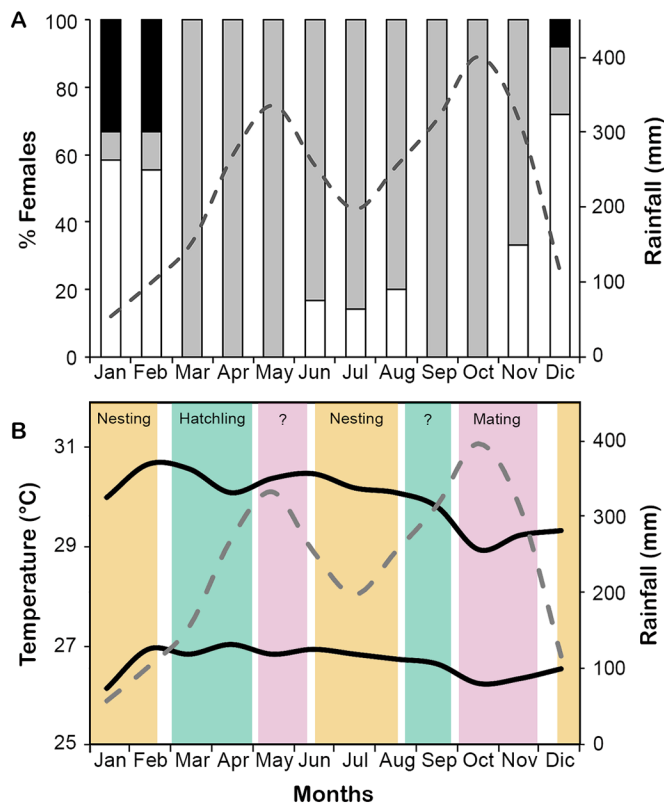 A
100
80
60
40
20
0
% Females
400
300
200
100
0
Rainfall (mm)
Jan Feb Mar Apr May Jun Jul Aug Sep Oct Nov Dic
B
Nesting Hatchling ? Nesting ? Mating
31
29
27
25
Temperature (°C)
400
300
200
100
0
Rainfall (mm)
Jan Feb Mar Apr May Jun Jul Aug Sep Oct Nov Dic
Months